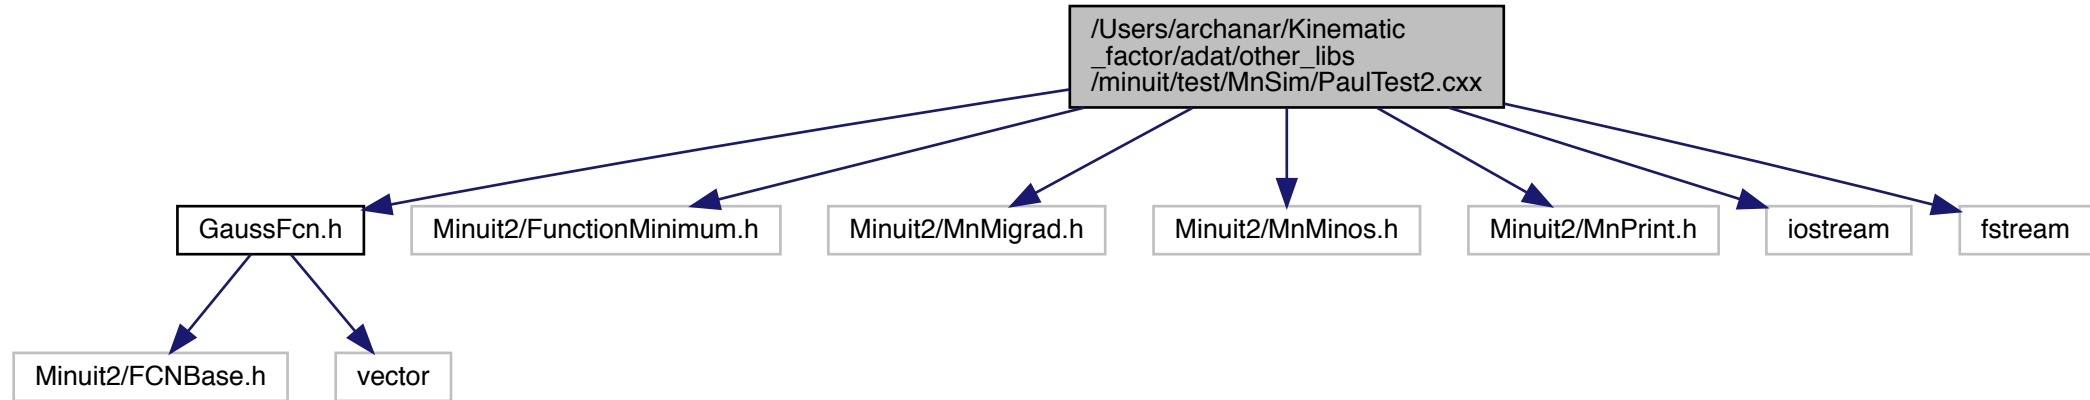 /Users/archanar/Kinematic
_factor/adat/other_libs
/minuit/test/MnSim/PaulTest2.cxx
GaussFcn.h
Minuit2/FunctionMinimum.h
Minuit2/MnMigrad.h
Minuit2/MnMinos.h
Minuit2/MnPrint.h
iostream
fstream
Minuit2/FCNBase.h
vector